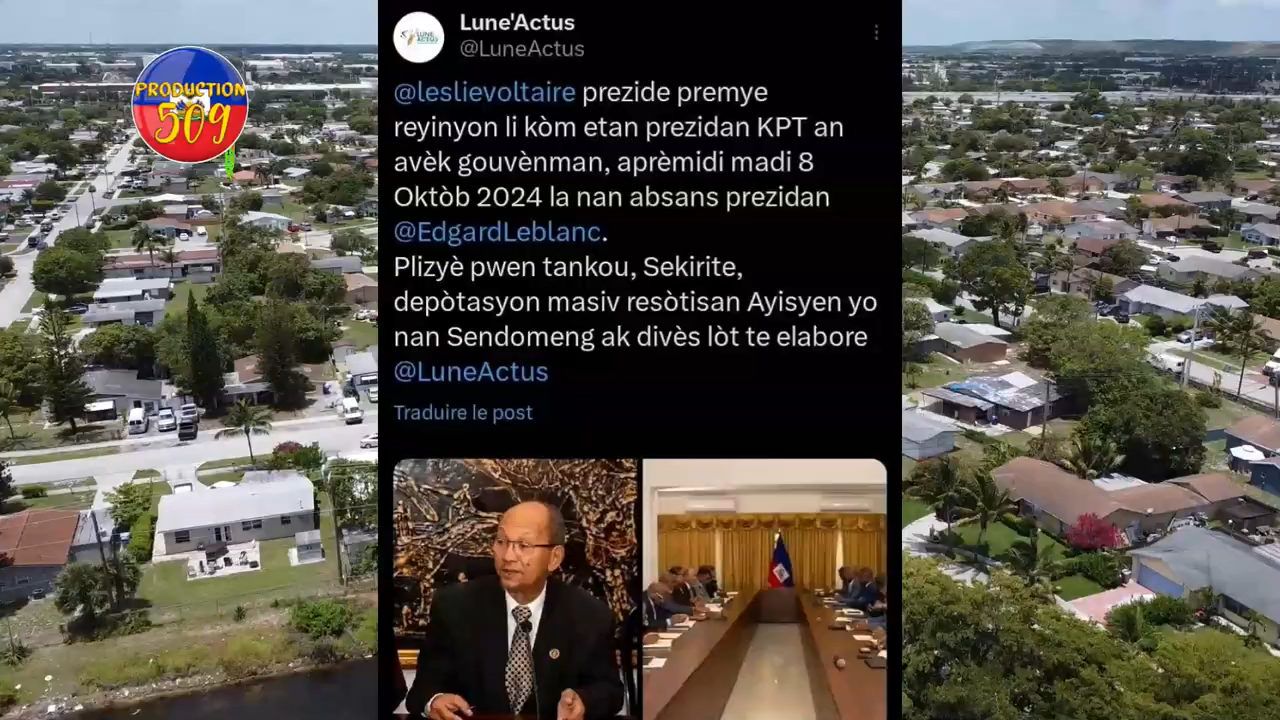 PRODUCTION
509
Lune'Actus
@LuneActus
@leslievoltaire prezide premye
reyinyon li kòm etan prezidan KPT an
avèk gouvènman, aprèmidi madi 8
Oktòb 2024 la nan absans prezidan
@EdgardLeblanc.
Plizyè pwen tankou, Sekirite,
depòtasyon masiv resòtisan Ayisyen yo
nan Sendomeng ak divès lòt te elabore
@LuneActus
Traduire le post